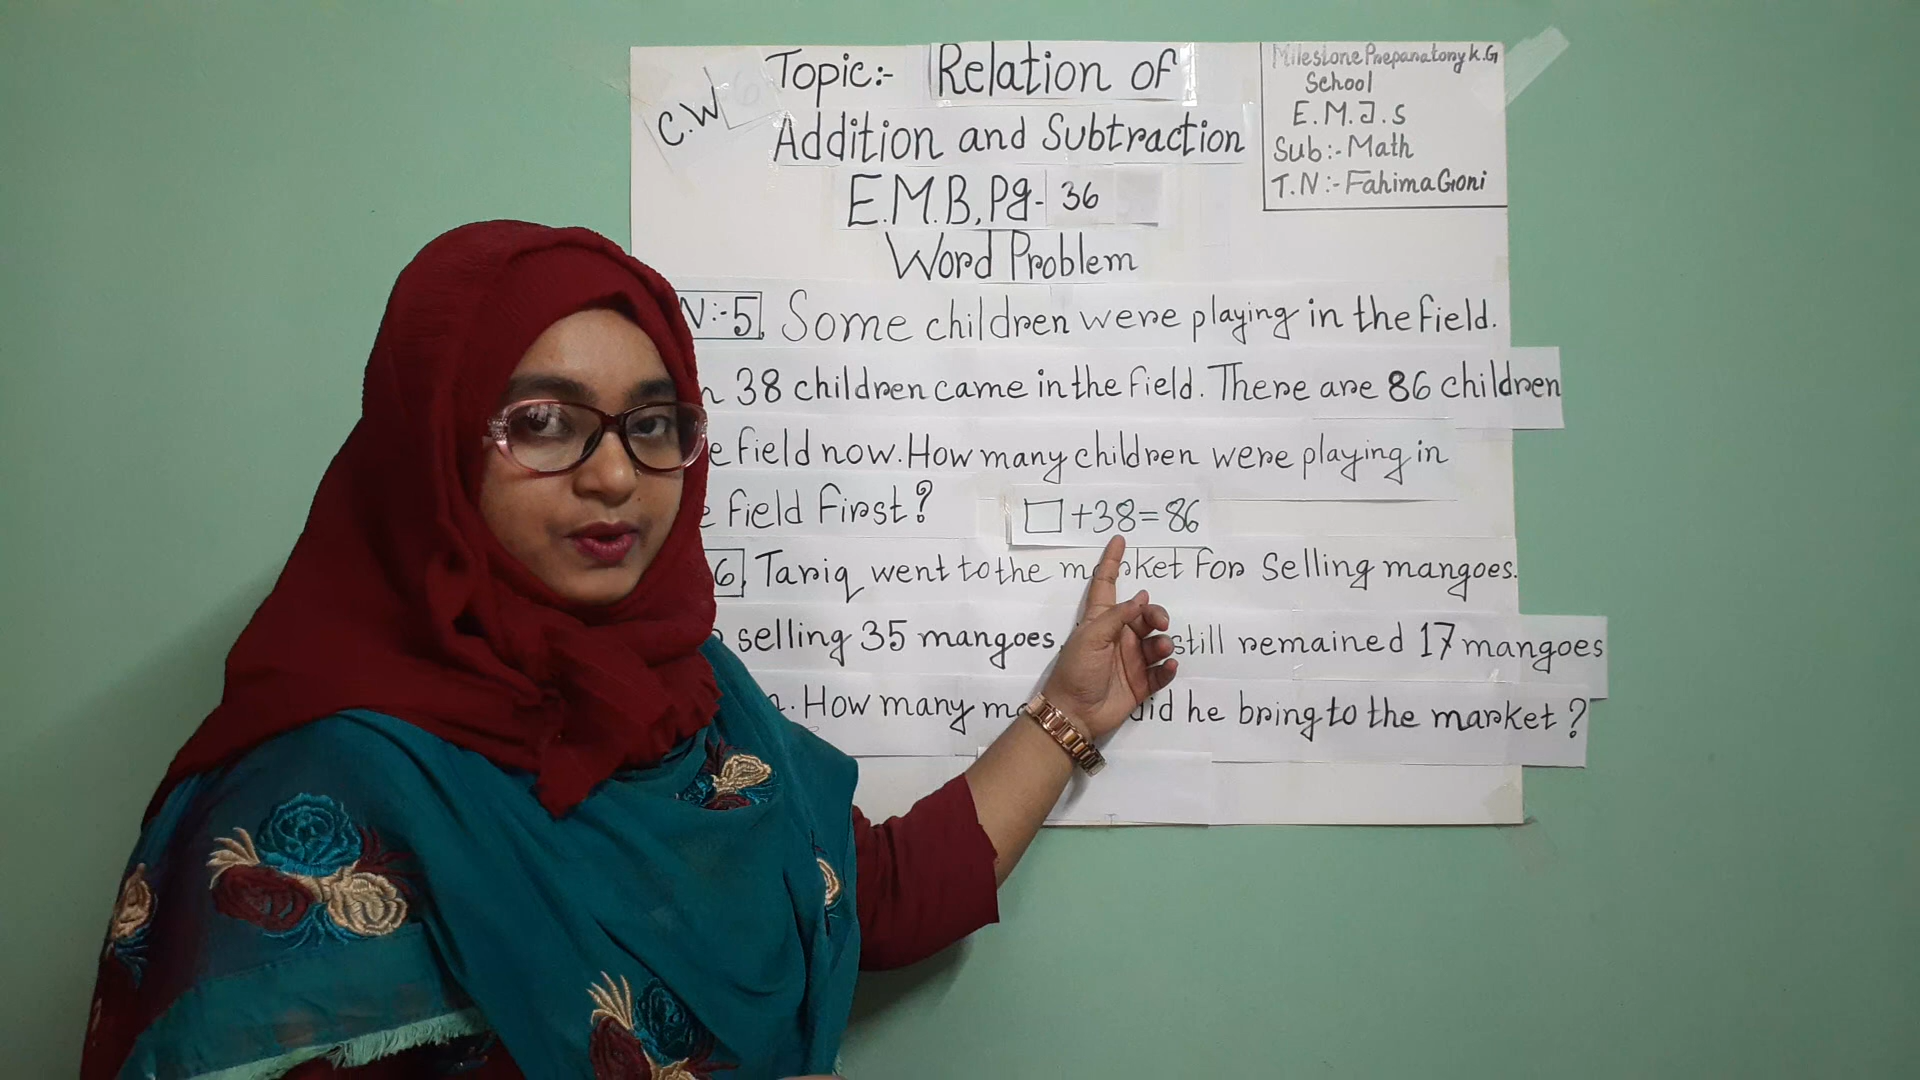 C.W
Topic:- Relation of
Addition and Subtraction
E.M.B, Pg- 36
Word Problem
Milestone Preparatory K.G
School
E.M.I.S
Sub:- Math
T.N:- Fahima Goni
N:-5, Some children were playing in the field.
38 children came in the field. There are 86 children
field now. How many children were playing in
field first? □ +38=86
6, Tariq went to the market for selling mangoes.
selling 35 mangoes, still remained 17 mangoes
. How many did he bring to the market?